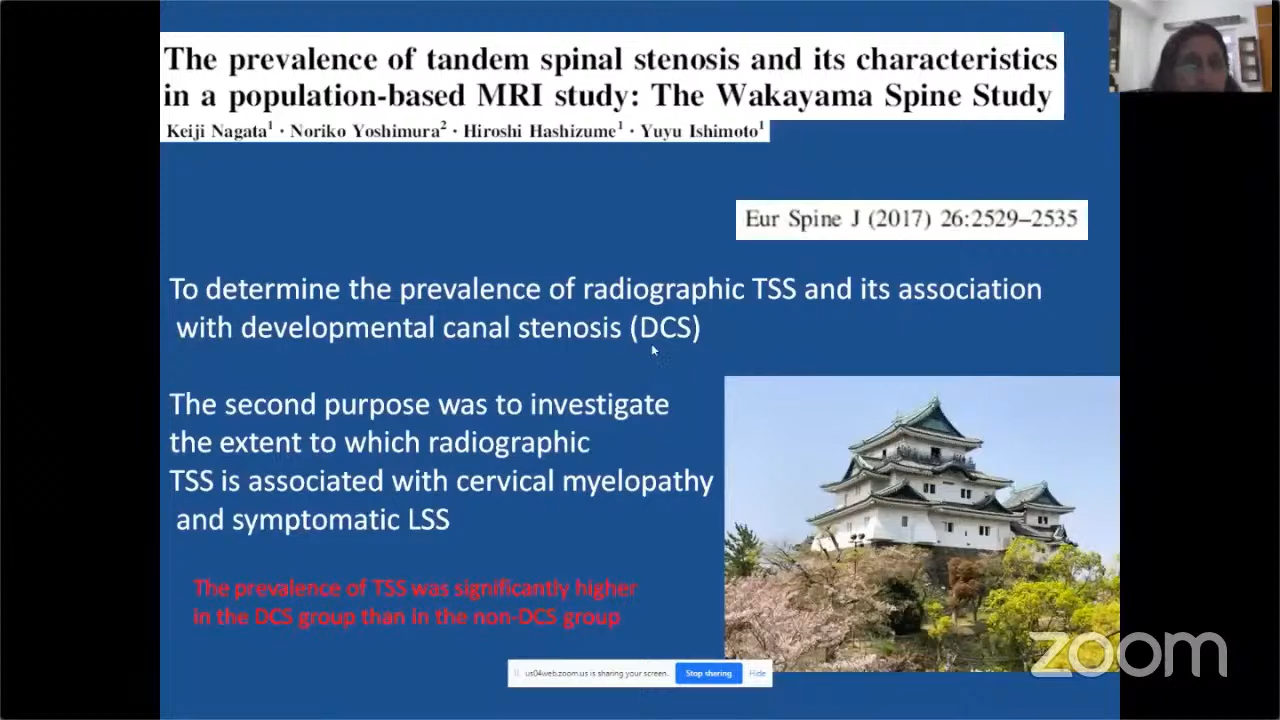 The prevalence of tandem spinal stenosis and its characteristics
in a population-based MRI study: The Wakayama Spine Study
Keiji Nagata1 · Noriko Yoshimura2 · Hiroshi Hashizume1 · Yuyu Ishimoto1
Eur Spine J (2017) 26:2529–2535
To determine the prevalence of radiographic TSS and its association
with developmental canal stenosis (DCS)
The second purpose was to investigate
the extent to which radiographic
TSS is associated with cervical myelopathy
and symptomatic LSS
The prevalence of TSS was significantly higher
in the DCS group than in the non-DCS group
zoom
us04web.zoom.us is sharing your screen. Stop sharing Hide